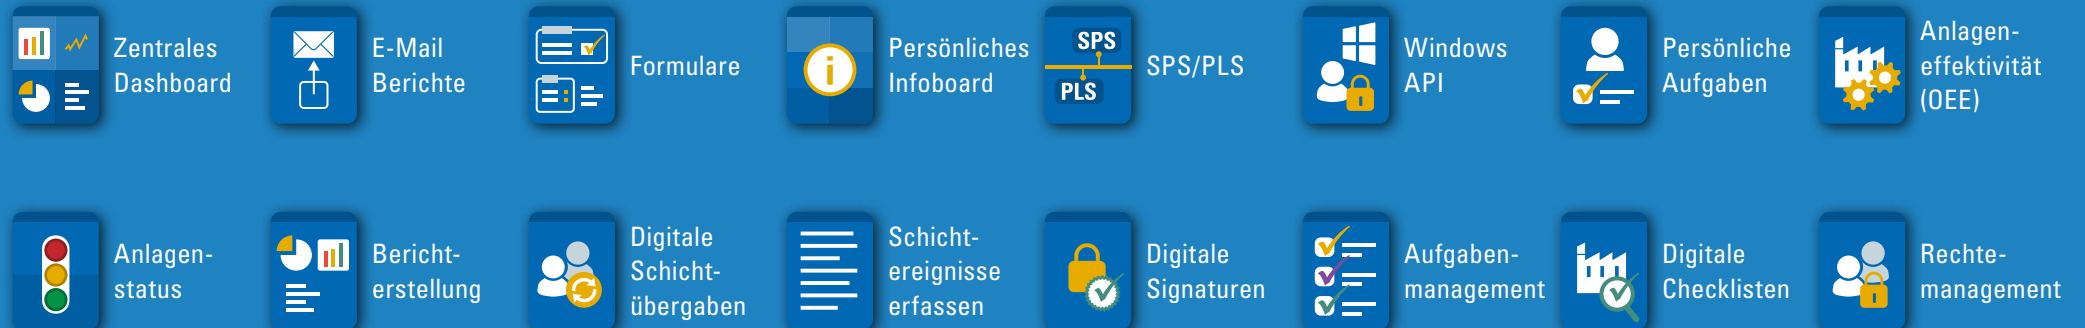 Zentrales
Dashboard
E-Mail
Berichte
Formulare
Persönliches
Infoboard
SPS
PLS
SPS/PLS
Windows
API
Persönliche
Aufgaben
Anlagen-
effektivität
(OEE)
Anlagen-
status
Bericht-
erstellung
Digitale
Schicht-
übergaben
Schicht-
ereignisse
erfassen
Digitale
Signaturen
Aufgaben-
management
Digitale
Checklisten
Rechte-
management